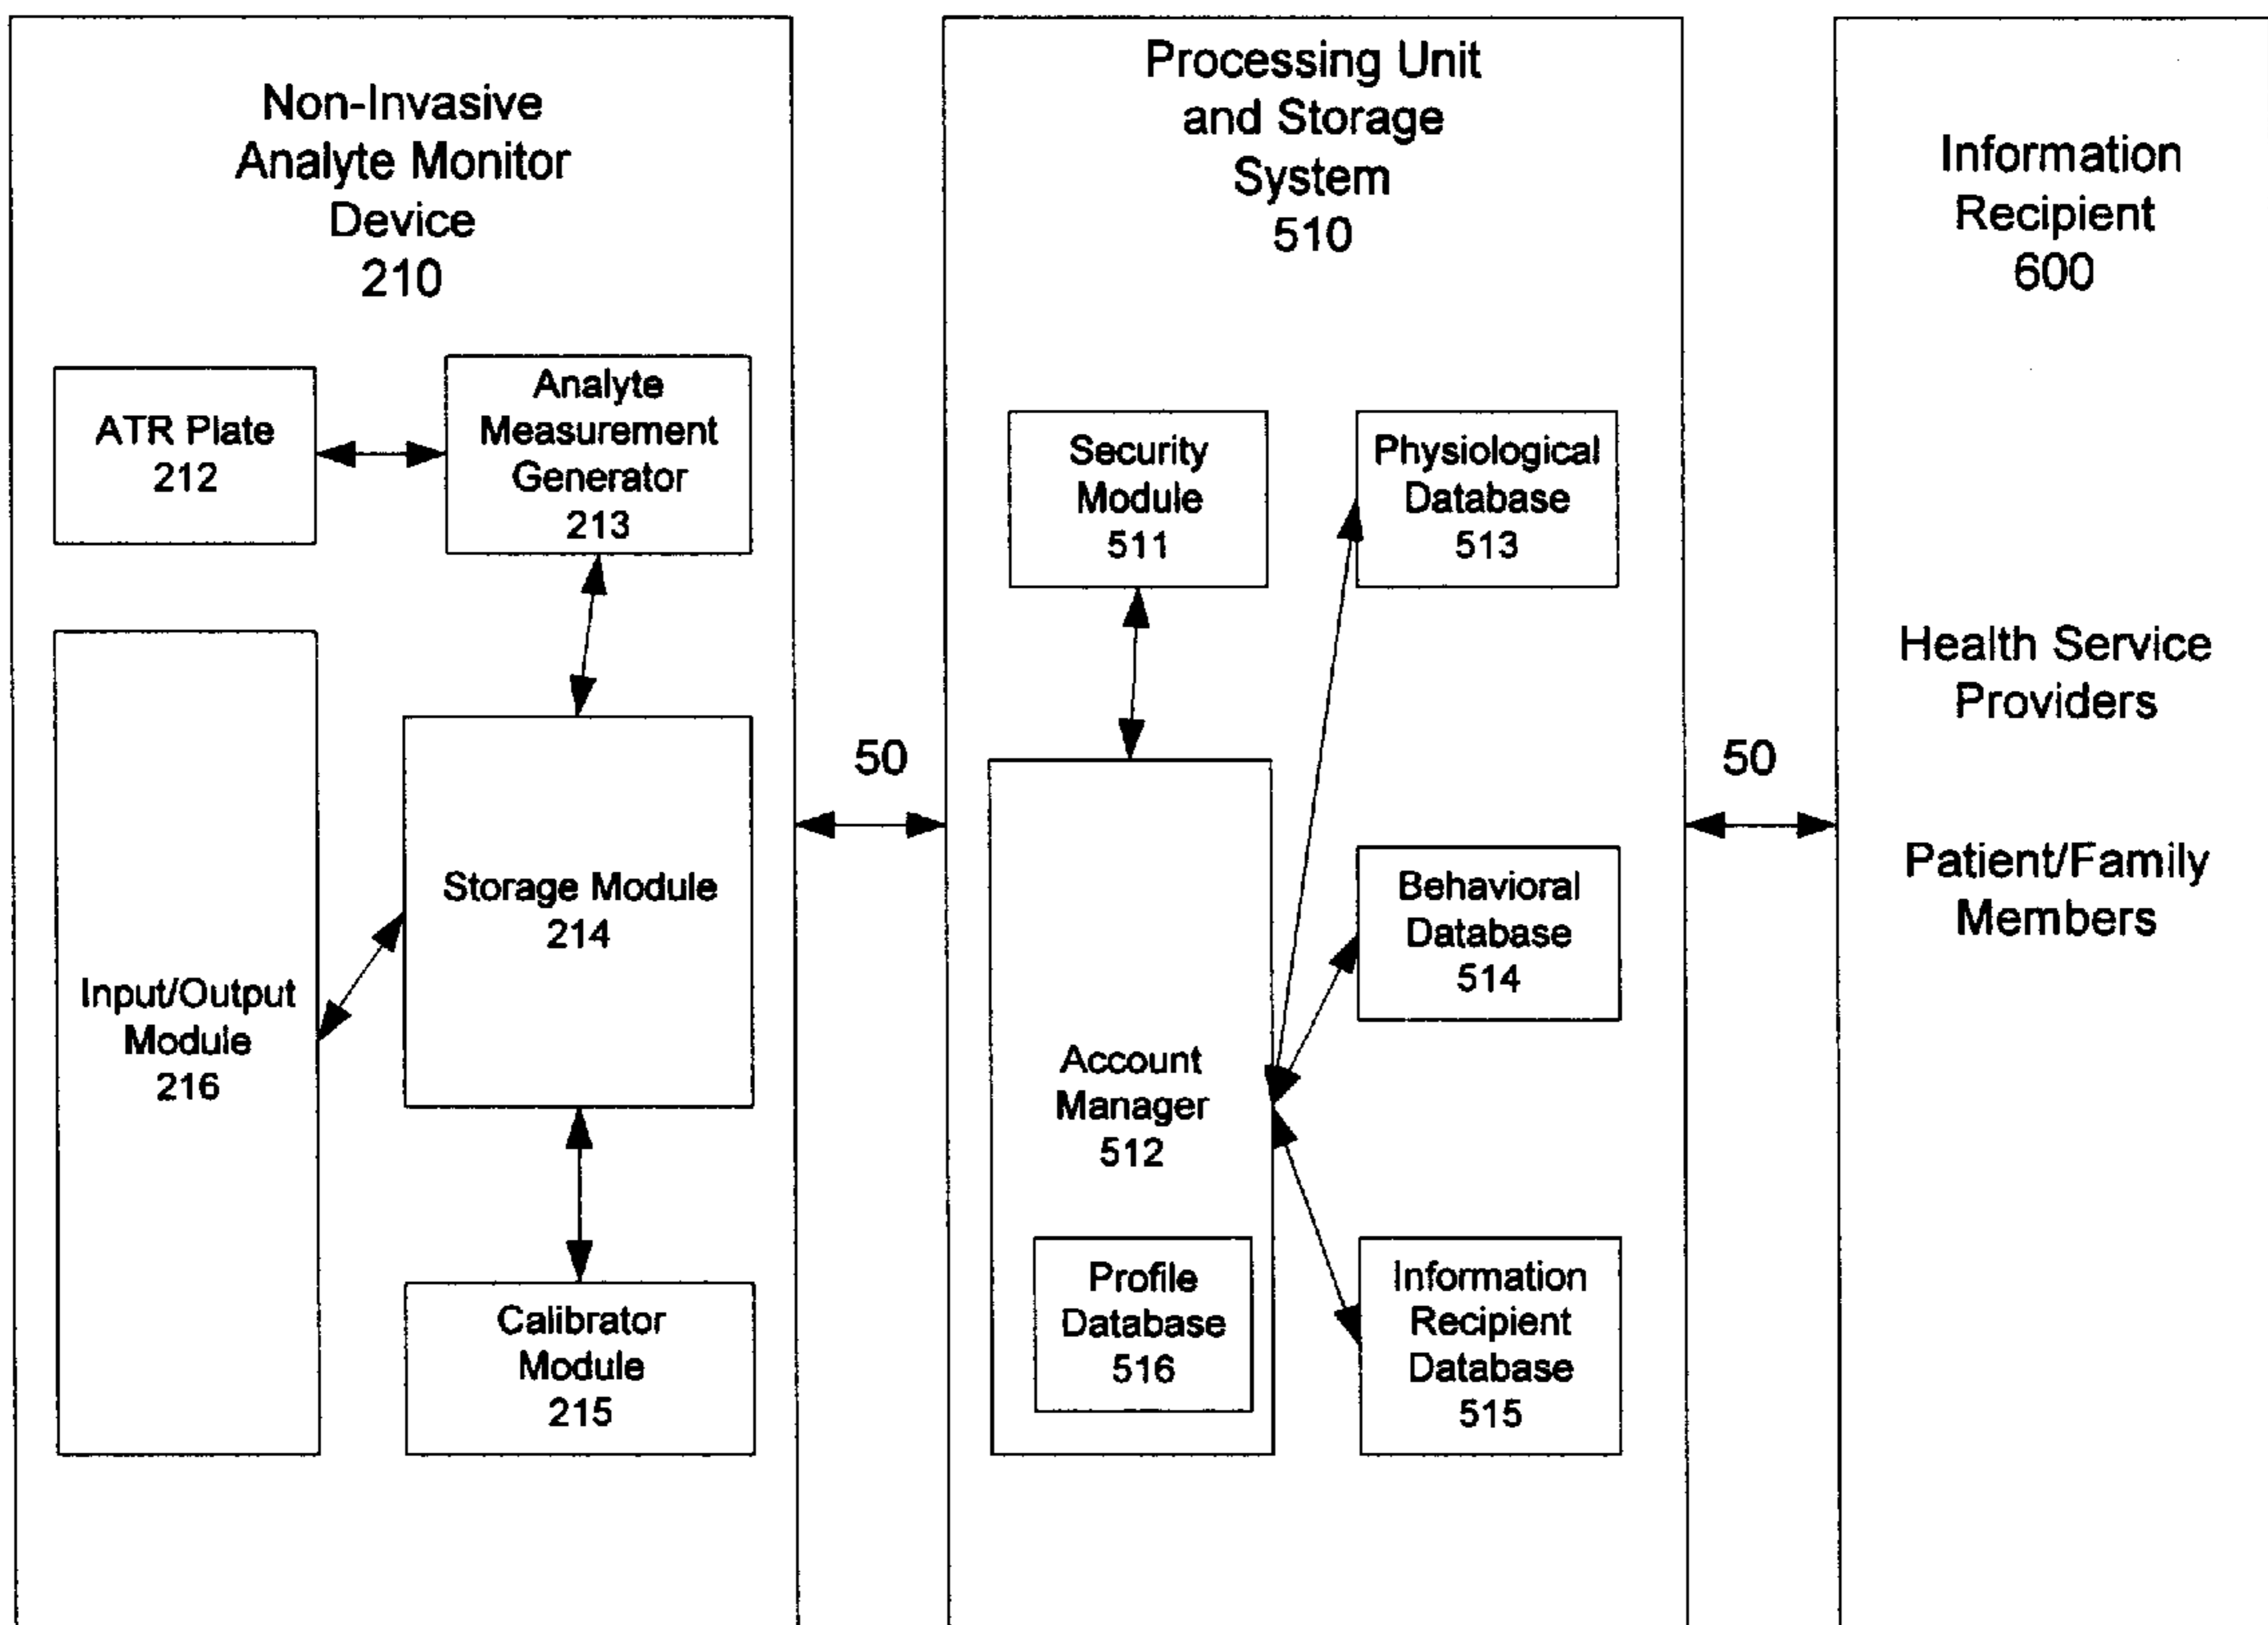 Non-Invasive
Analyte Monitor
Device
210
ATR Plate
212
Analyte
Measurement
Generator
213
Input/Output
Module
216
Storage Module
214
Calibrator
Module
215
50
Processing Unit
and Storage
System
510
Security
Module
511
Physiological
Database
513
Account
Manager
512
Profile
Database
516
Behavioral
Database
514
Information
Recipient
Database
515
50
Information
Recipient
600
Health Service
Providers
Patient/Family
Members